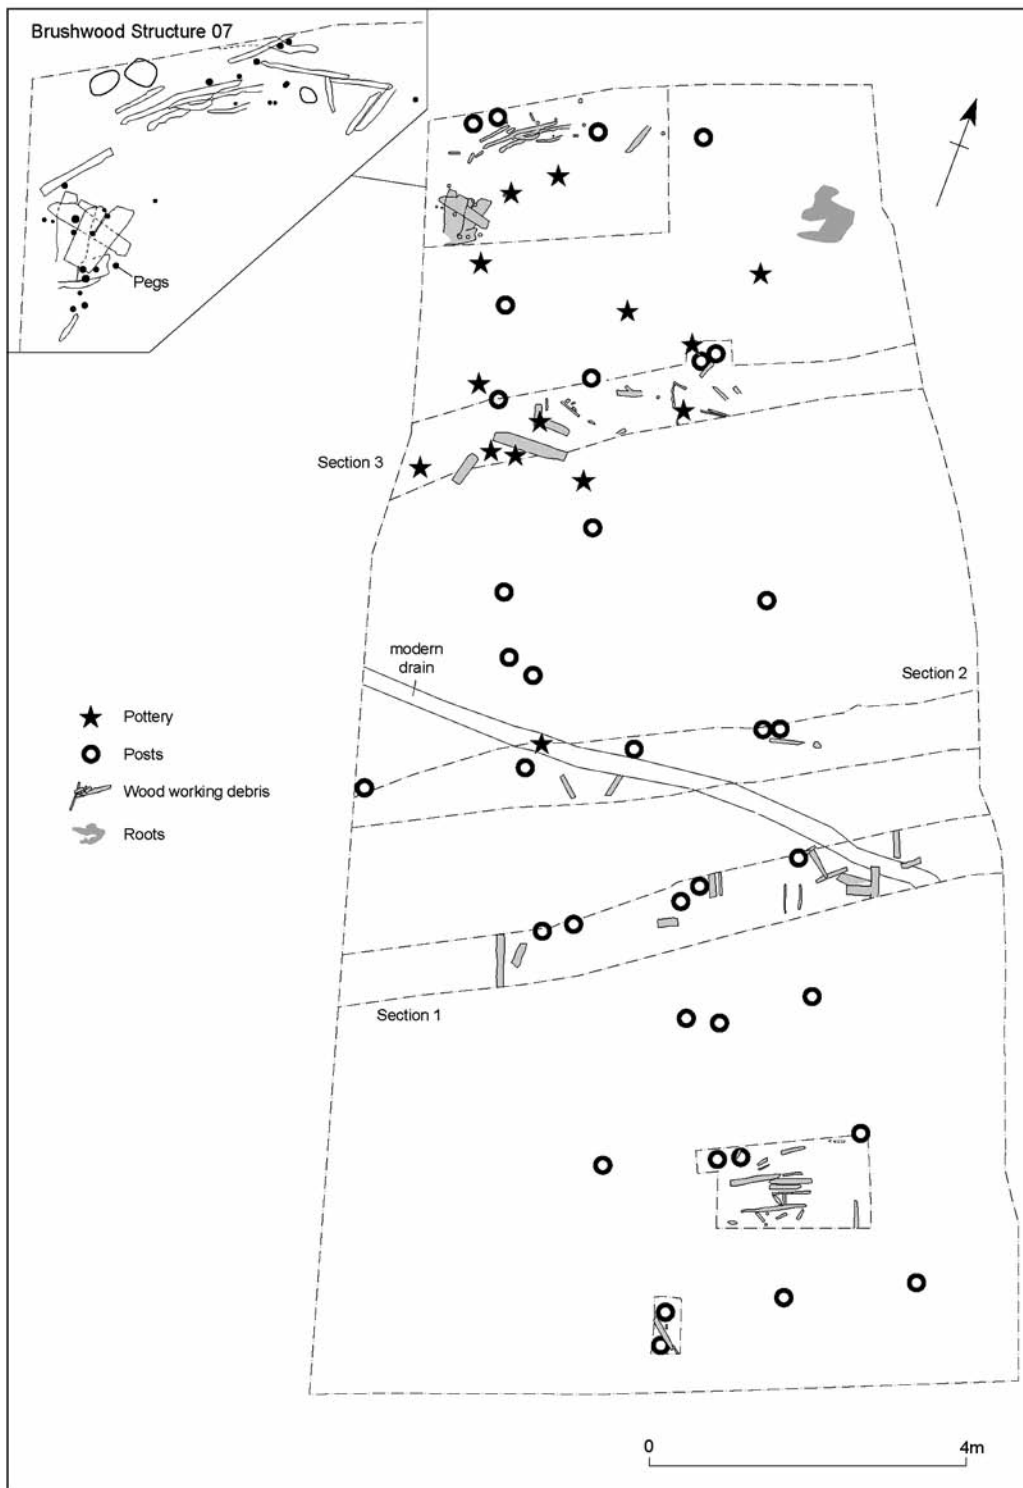 Brushwood Structure 07
Pegs
Section 3
modern
drain
Section 2
Pottery
Posts
Wood working debris
Roots
Section 1
0
4m